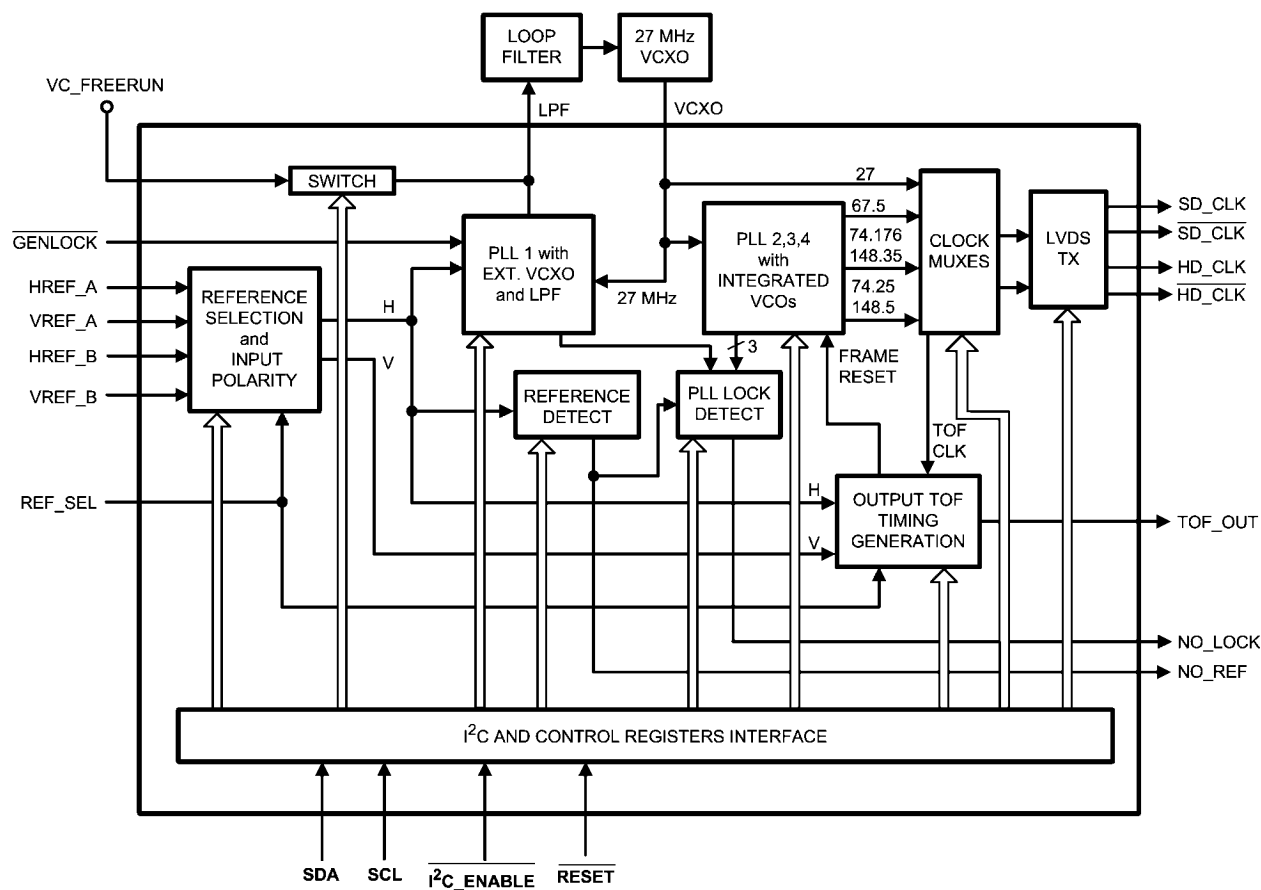 LOOP
FILTER
27 MHz
VCXO
VC_FREERUN
LPF
VCXO
SWITCH
27
67.5
74.176
148.35
74.25
148.5
GENLOCK
PLL 1 with
EXT. VCXO
and LPF
27 MHz
PLL 2,3,4
with
INTEGRATED
VCOs
CLOCK
MUXES
LVDS
TX
SD_CLK
SD_CLK
HD_CLK
HD_CLK
HREF_A
VREF_A
HREF_B
VREF_B
REFERENCE
SELECTION
and
INPUT
POLARITY
H
V
3
FRAME
RESET
REFERENCE
DETECT
PLL LOCK
DETECT
TOF
CLK
REF_SEL
H
V
OUTPUT TOF
TIMING
GENERATION
TOF_OUT
NO_LOCK
NO_REF
I²C AND CONTROL REGISTERS INTERFACE
SDA
SCL
I²C_ENABLE
RESET